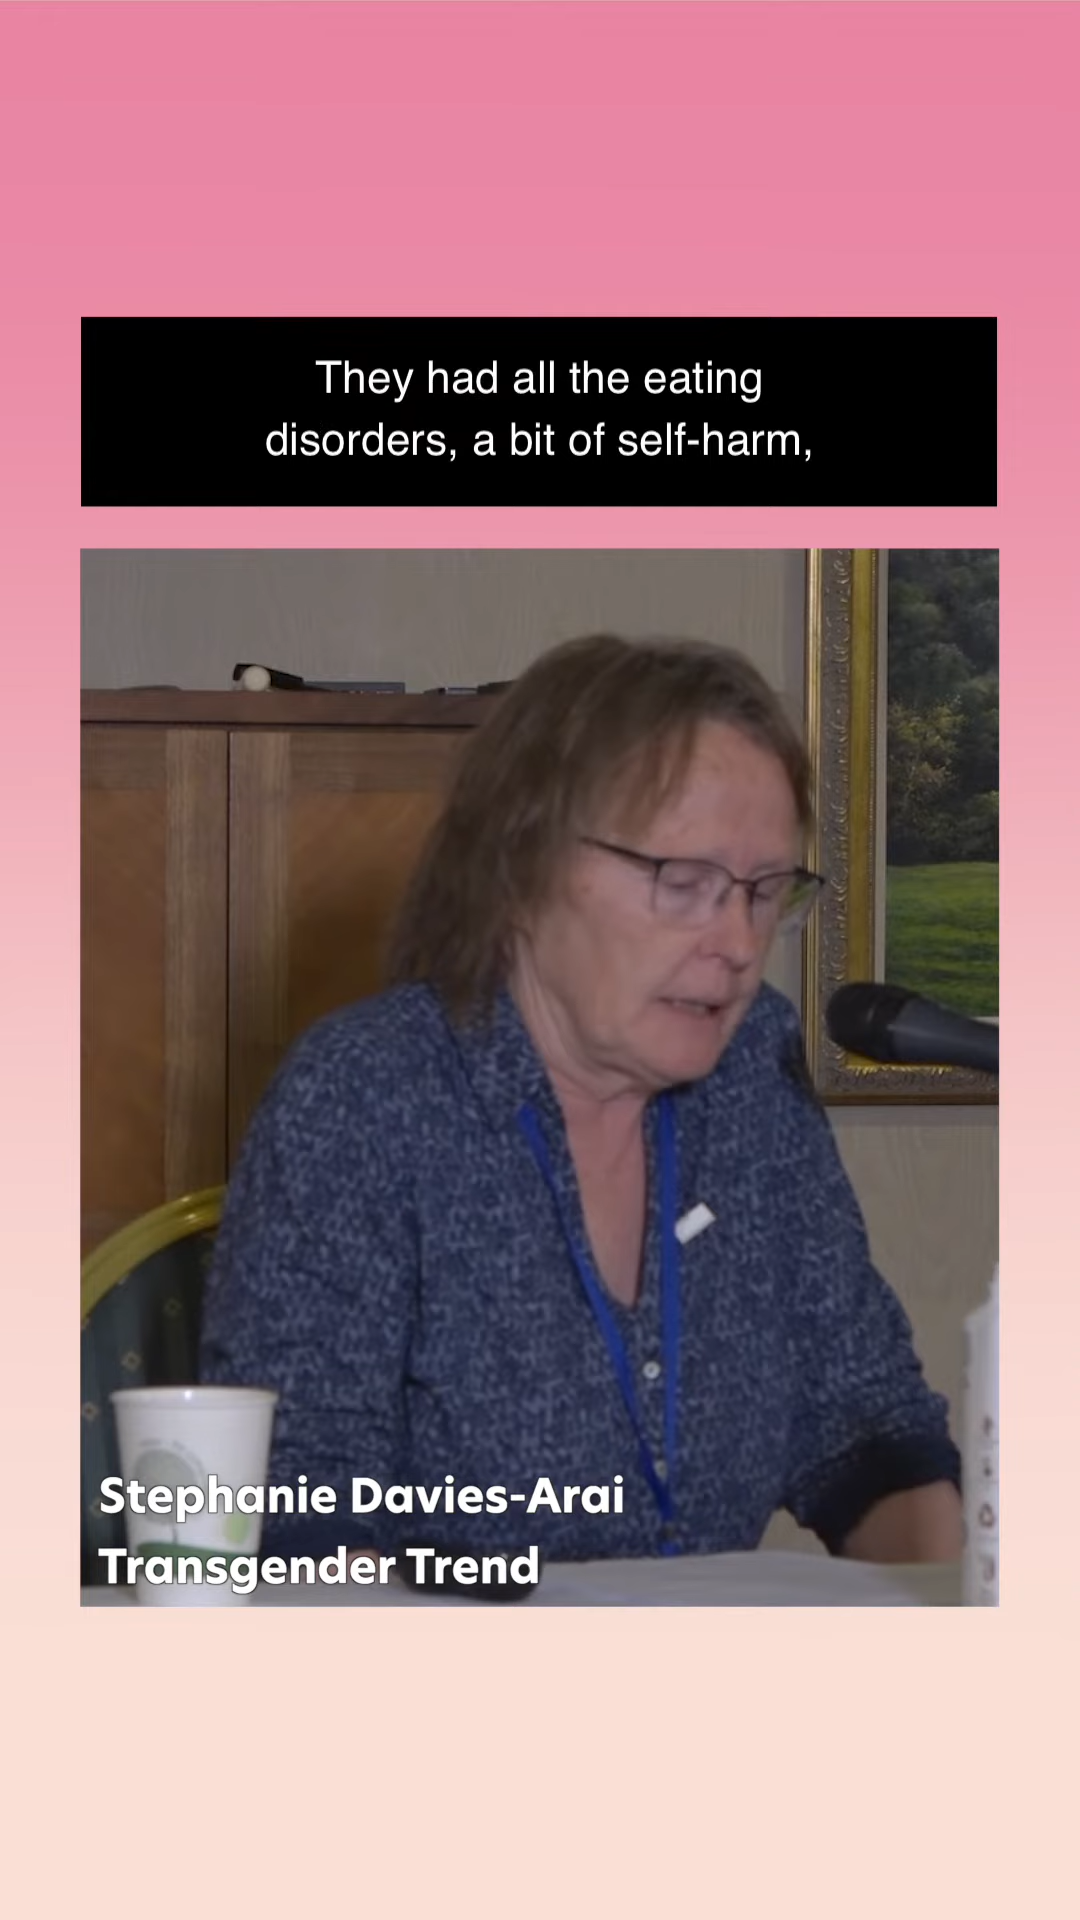 They had all the eating
disorders, a bit of self-harm,
Stephanie Davies-Arai
Transgender Trend